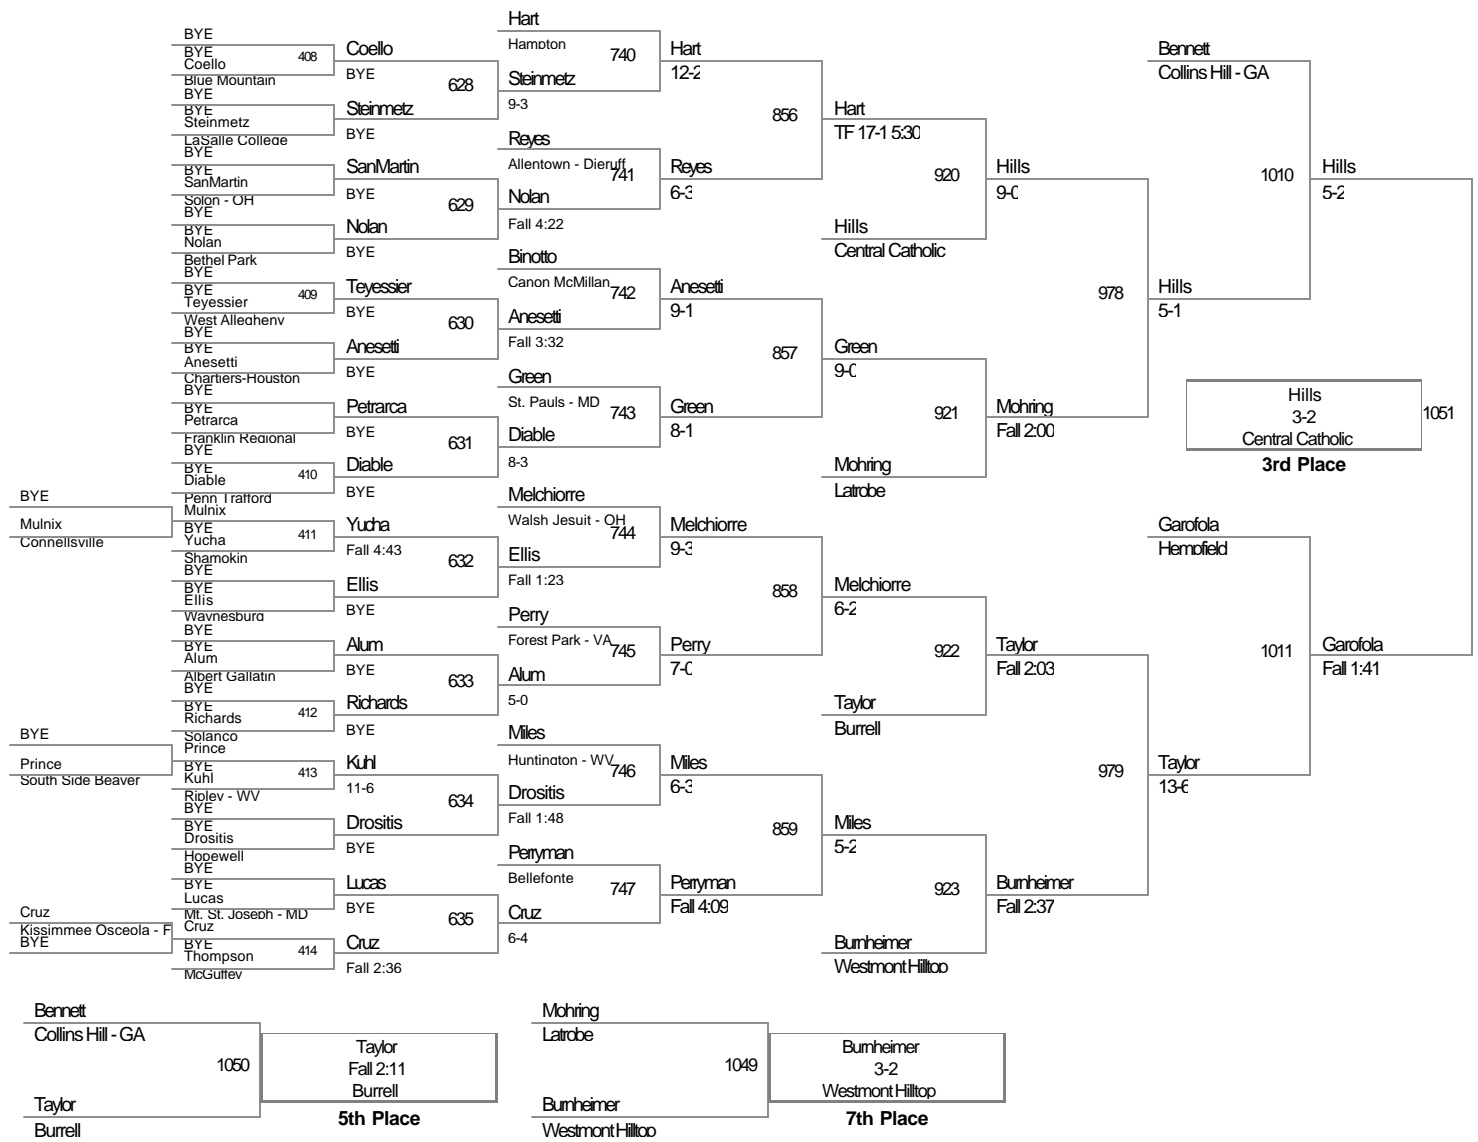 BYE
Mulnix
Connellsville
BYE
Prince
South Side Beaver
Cruz
Kissimmee Osceola - F
BYE
BYE
BYE
Coello
408
Blue Mountain
BYE
BYE
Steinmetz
LaSalle College
BYE
BYE
SanMartin
Solon - OH
BYE
BYE
Nolan
Bethel Park
BYE
BYE
Teyessier
409
West Allegheny
BYE
BYE
Anesetti
Chartiers-Houston
BYE
BYE
Petrarca
Franklin Regional
BYE
BYE
Diable
410
Penn Trafford
Mulnix
BYE
Yucha
411
Shamokin
BYE
BYE
Ellis
Waynesburg
BYE
BYE
Alum
Albert Gallatin
BYE
BYE
Richards
412
Solanco
Prince
BYE
Kuhl
413
Ripley - WV
BYE
BYE
Drositis
Hopewell
BYE
BYE
Lucas
Mt. St. Joseph - MD
Cruz
BYE
Thompson
414
McGuffey
Coello
BYE
628
Steinmetz
BYE
SanMartin
BYE
629
Nolan
BYE
Teyessier
BYE
630
Anesetti
BYE
Petrarca
BYE
631
Diable
BYE
Yucha
Fall 4:43
632
Ellis
BYE
Alum
BYE
633
Richards
BYE
Kuhl
11-6
634
Drositis
BYE
Lucas
BYE
635
Cruz
Fall 2:36
Hart
Hampton
740
Steinmetz
9-3
Reyes
Allentown - Dieruff
741
Nolan
Fall 4:22
Binotto
Canon McMillan
742
Anesetti
Fall 3:32
Green
St. Pauls - MD
743
Diable
8-3
Melchiorre
Walsh Jesuit - OH
744
Ellis
Fall 1:23
Perry
Forest Park - VA
745
Alum
5-0
Miles
Huntington - WV
746
Drositis
Fall 1:48
Perryman
Bellefonte
747
Cruz
6-4
Hart
12-2
856
Reyes
6-3
Anesetti
9-1
857
Green
8-1
Melchiorre
9-3
858
Perry
7-0
Miles
6-3
859
Perryman
Fall 4:09
Hart
TF 17-1 5:30
920
Hills
Central Catholic
Green
9-0
921
Mohring
Latrobe
Melchiorre
6-2
922
Taylor
Burrell
Miles
5-2
923
Burnheimer
Westmont Hilltop
Hills
9-0
978
Mohring
Fall 2:00
Taylor
Fall 2:03
979
Burnheimer
Fall 2:37
Bennett
Collins Hill - GA
1010
Hills
5-1
Garofola
Hempfield
1011
Taylor
13-6
Hills
5-2
1051
Garofola
Fall 1:41
Hills
3-2
Central Catholic
3rd Place
Bennett
Collins Hill - GA
1050
Taylor
Burrell
Taylor
Fall 2:11
Burrell
5th Place
Mohring
Latrobe
1049
Burnheimer
Westmont Hilltop
Burnheimer
3-2
Westmont Hilltop
7th Place